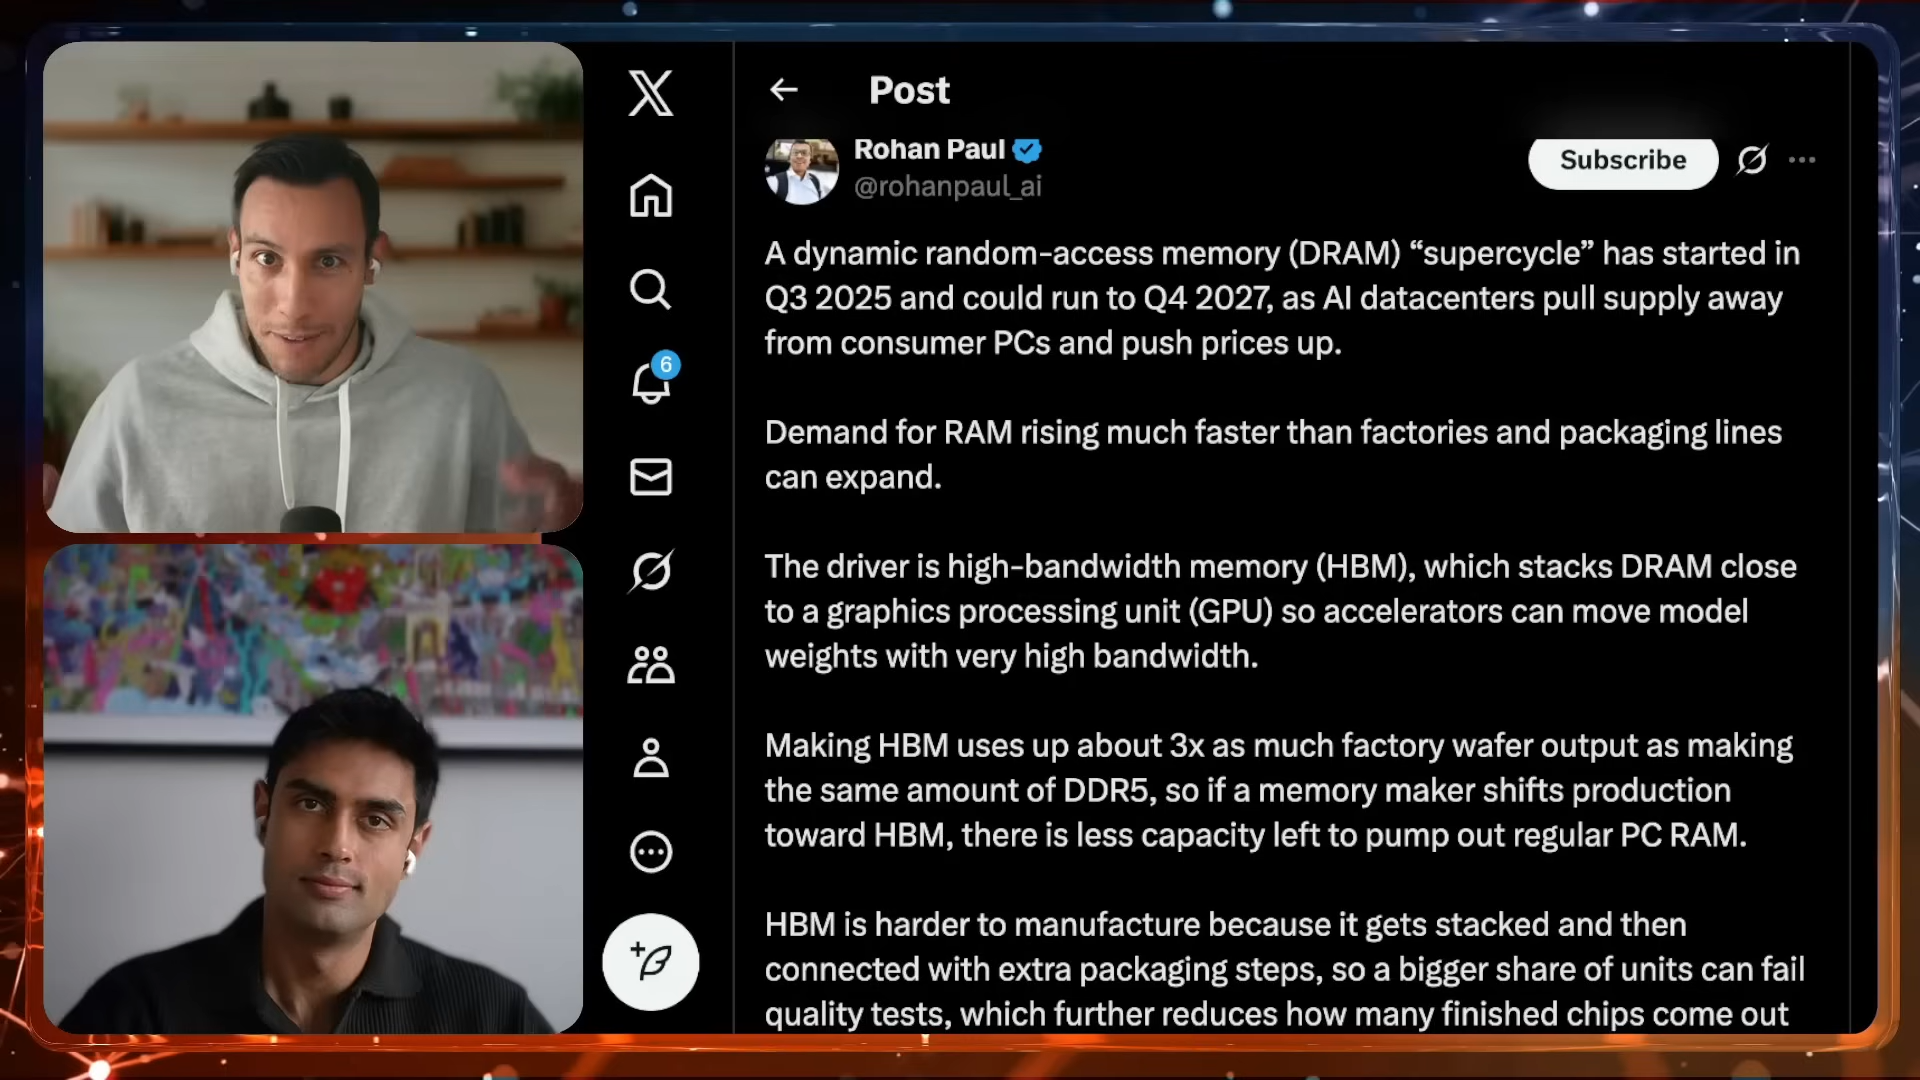 Post
Rohan Paul
@rohanpaul_ai
Subscribe
6
A dynamic random-access memory (DRAM) “supercycle” has started in
Q3 2025 and could run to Q4 2027, as AI datacenters pull supply away
from consumer PCs and push prices up.
Demand for RAM rising much faster than factories and packaging lines
can expand.
The driver is high-bandwidth memory (HBM), which stacks DRAM close
to a graphics processing unit (GPU) so accelerators can move model
weights with very high bandwidth.
Making HBM uses up about 3x as much factory wafer output as making
the same amount of DDR5, so if a memory maker shifts production
toward HBM, there is less capacity left to pump out regular PC RAM.
HBM is harder to manufacture because it gets stacked and then
connected with extra packaging steps, so a bigger share of units can fail
quality tests, which further reduces how many finished chips come out